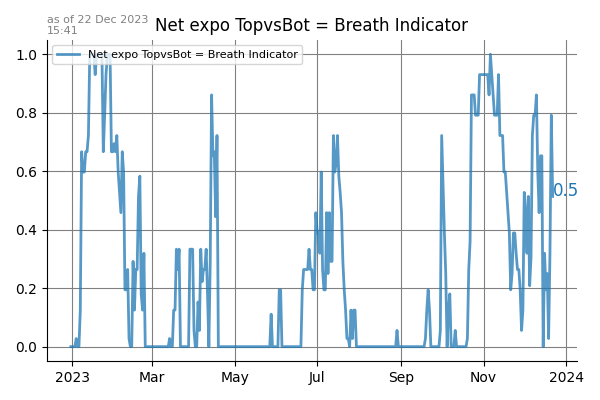 as of 22 Dec 2023
15:41
Net expo TopvsBot = Breath Indicator
Net expo TopvsBot = Breath Indicator
1.0
0.8
0.6
0.4
0.2
0.0
0.5
2023 Mar May Jul Sep Nov 2024